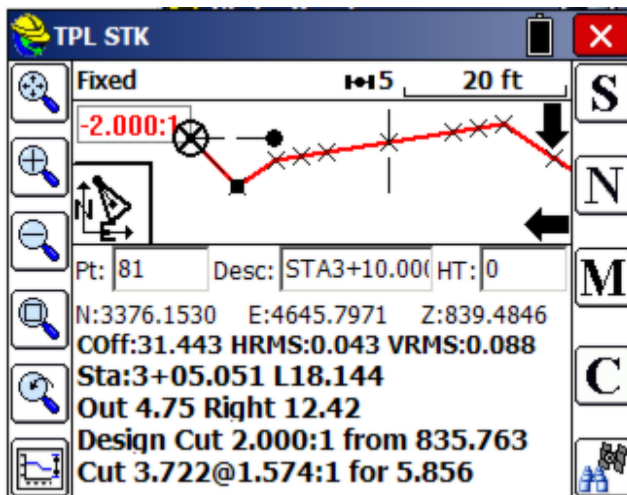 TPL STK
Fixed 5 20 ft
-2.000:1
N
E
S
N
M
C
Pt: 81 Desc: STA3+10.00( HT: 0
N:3376.1530 E:4645.7971 Z:839.4846
COff:31.443 HRMS:0.043 VRMS:0.088
Sta:3+05.051 L18.144
Out 4.75 Right 12.42
Design Cut 2.000:1 from 835.763
Cut 3.722@1.574:1 for 5.856